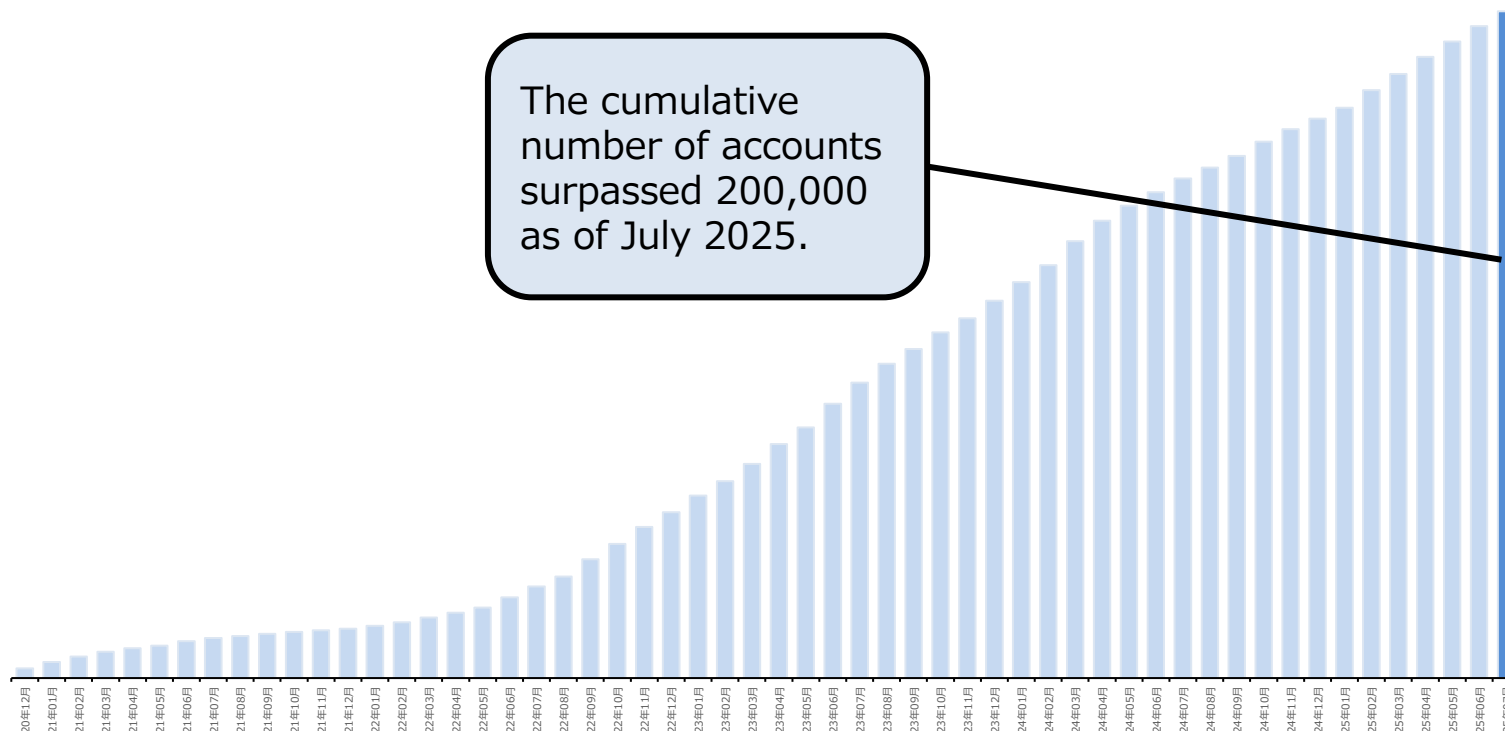 The cumulative
number of accounts
surpassed 200,000
as of July 2025.
20年12月
21年01月
21年02月
21年03月
21年04月
21年05月
21年06月
21年07月
21年08月
21年09月
21年10月
21年11月
21年12月
22年01月
22年02月
22年03月
22年04月
22年05月
22年06月
22年07月
22年08月
22年09月
22年10月
22年11月
22年12月
23年01月
23年02月
23年03月
23年04月
23年05月
23年06月
23年07月
23年08月
23年09月
23年10月
23年11月
23年12月
24年01月
24年02月
24年03月
24年04月
24年05月
24年06月
24年07月
24年08月
24年09月
24年10月
24年11月
24年12月
25年01月
25年02月
25年03月
25年04月
25年05月
25年06月